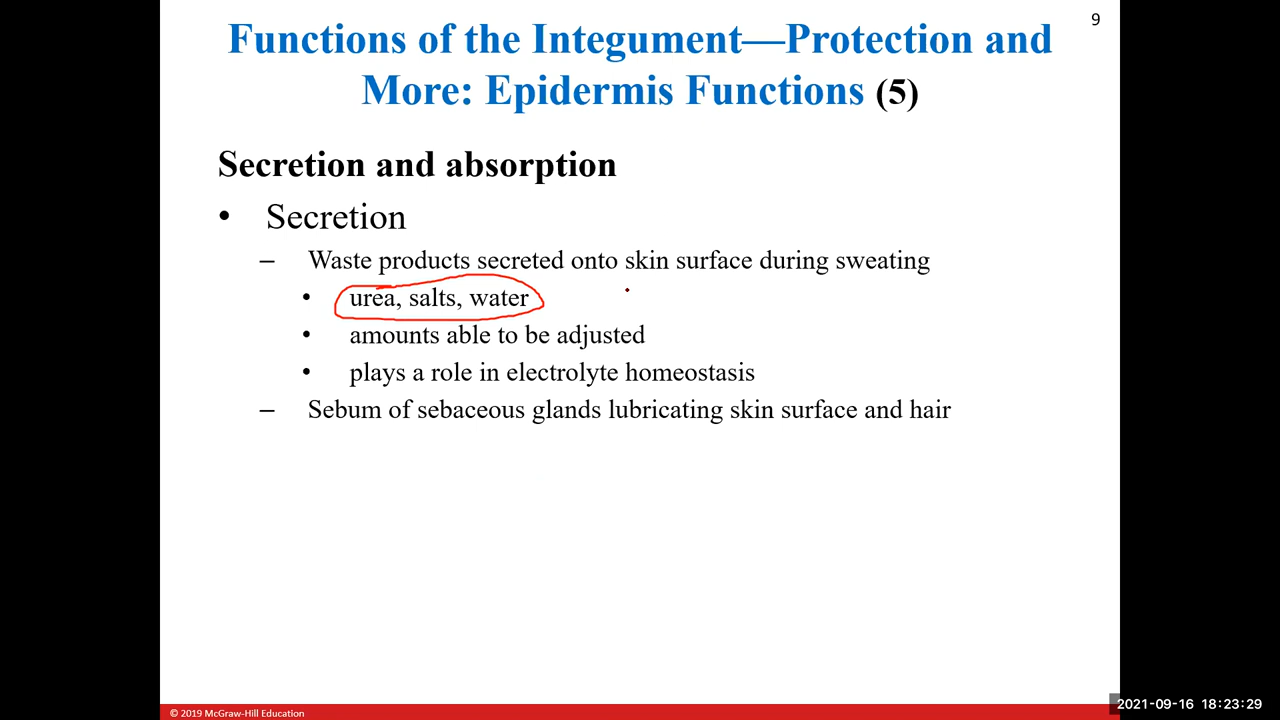 9
Functions of the Integument—Protection and
More: Epidermis Functions (5)
Secretion and absorption
• Secretion
– Waste products secreted onto skin surface during sweating
• urea, salts, water
• amounts able to be adjusted
• plays a role in electrolyte homeostasis
– Sebum of sebaceous glands lubricating skin surface and hair
© 2019 McGraw-Hill Education
2021-09-16 18:23:29